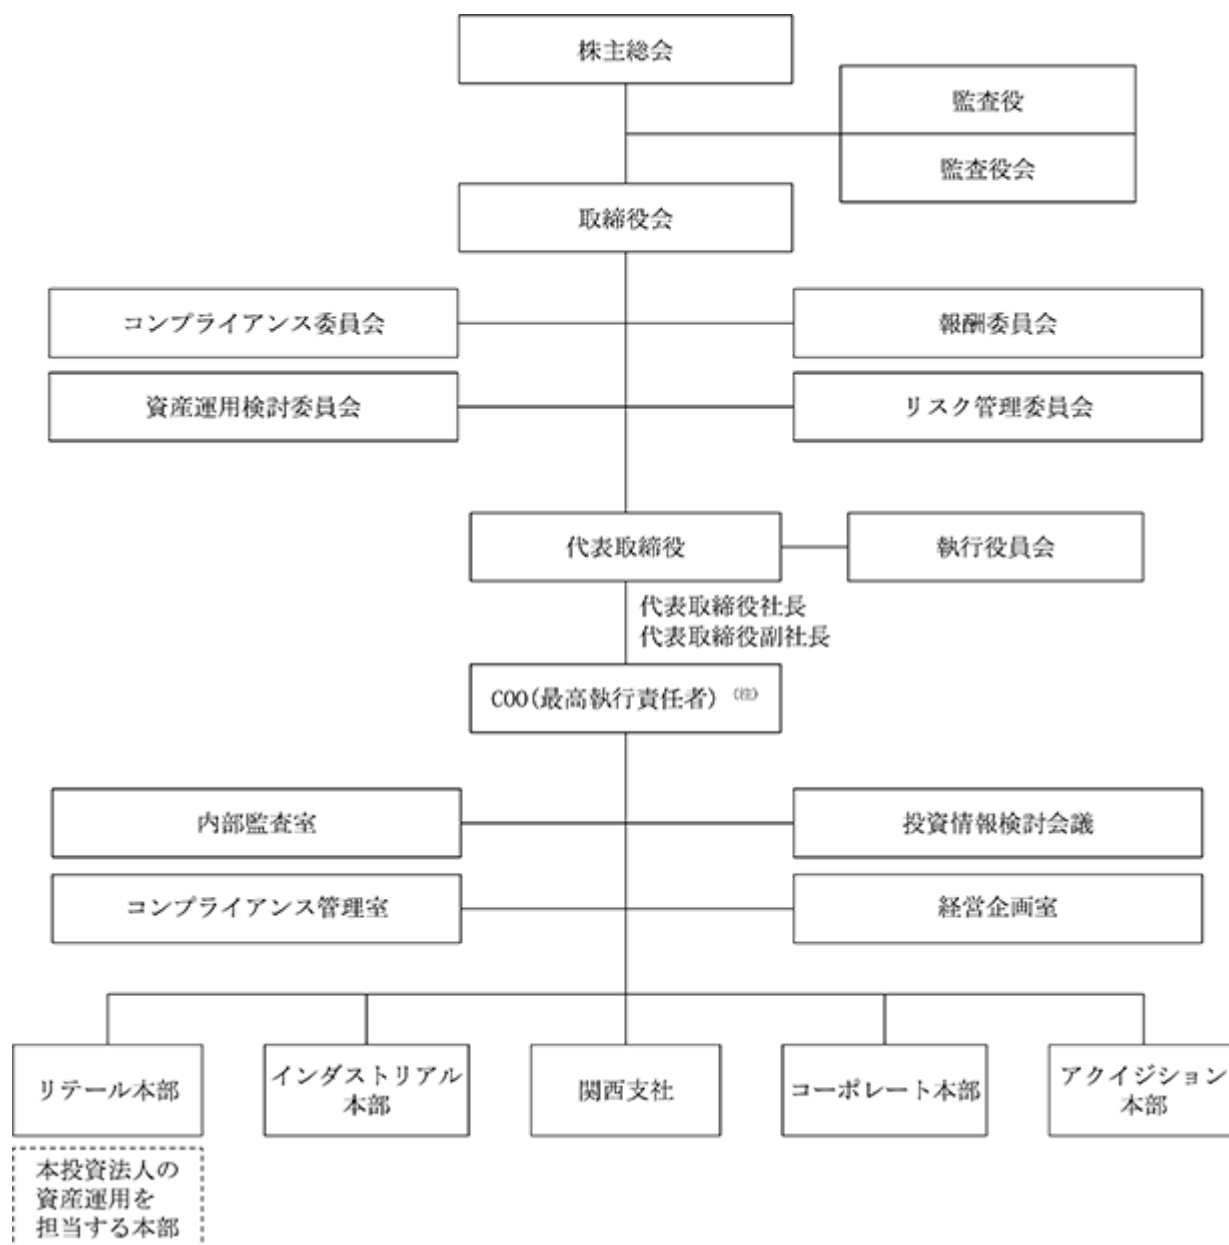 株主総会
監査役
監査役会
取締役会
コンプライアンス委員会
報酬委員会
資産運用検討委員会
リスク管理委員会
代表取締役
執行役員会
代表取締役社長
代表取締役副社長
COO(最高執行責任者) (注)
内部監査室
投資情報検討会議
コンプライアンス管理室
経営企画室
リテール本部
インダストリアル
本部
関西支社
コーポレート本部
アクイジション
本部
本投資法人の
資産運用を
担当する本部